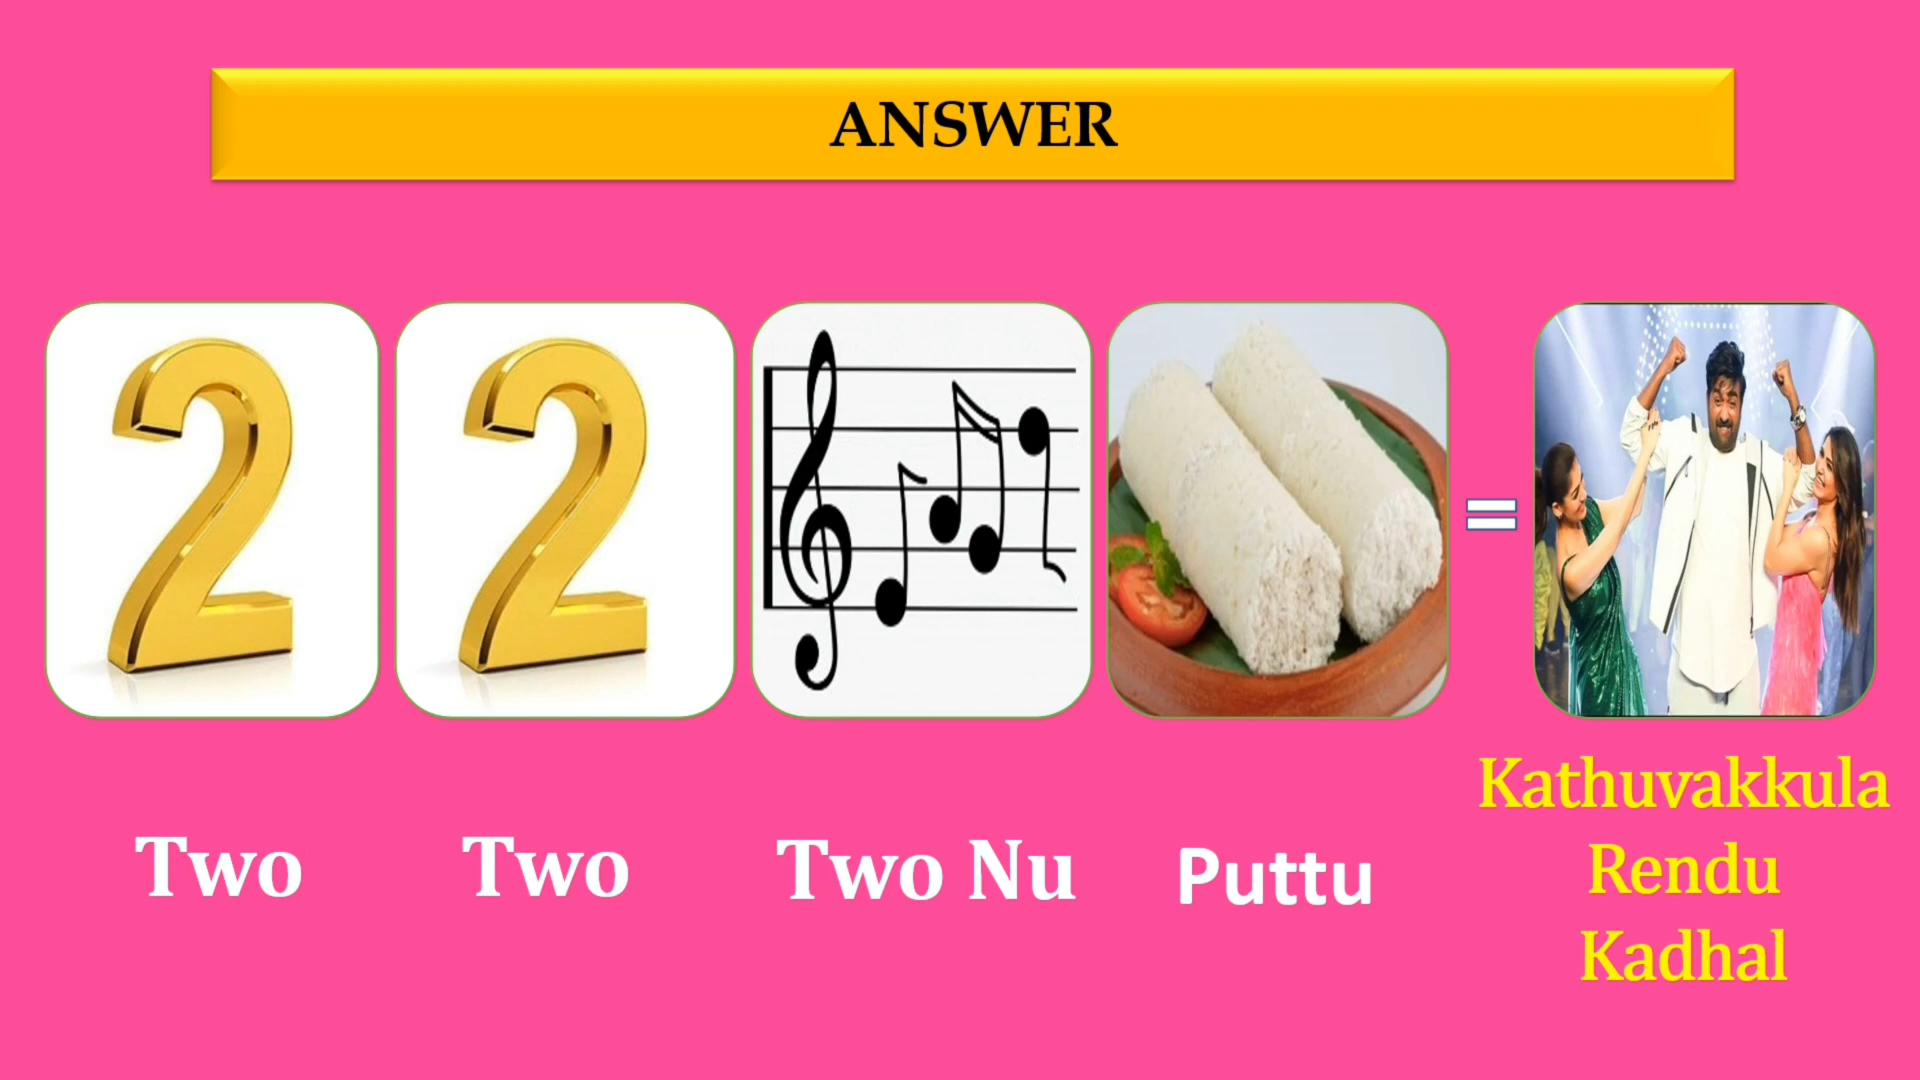 ANSWER
Two
Two
Two Nu
Puttu
Kathuvakkula
Rendu
Kadhal